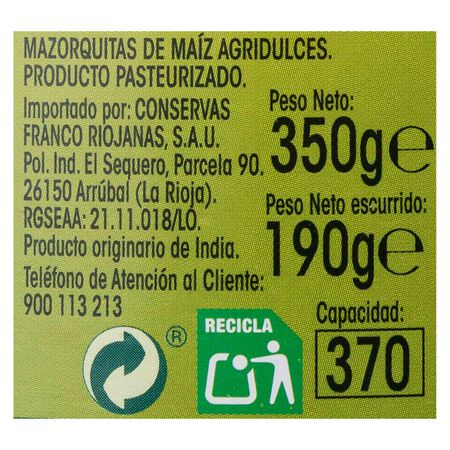 MAZORQUITAS DE MAÍZ AGRIDULCES.
PRODUCTO PASTEURIZADO.
Importado por: CONSERVAS
FRANCO RIOJANAS, S.A.U.
Pol. Ind. El Sequero, Parcela 90.
26150 Arrúbal (La Rioja).
RGSEAA: 21.11.018/LO.
Producto originario de India.
Teléfono de Atención al Cliente:
900 113 213
Peso Neto:
350g℮
Peso Neto escurrido:
190g℮
Capacidad:
370
®
RECICLA